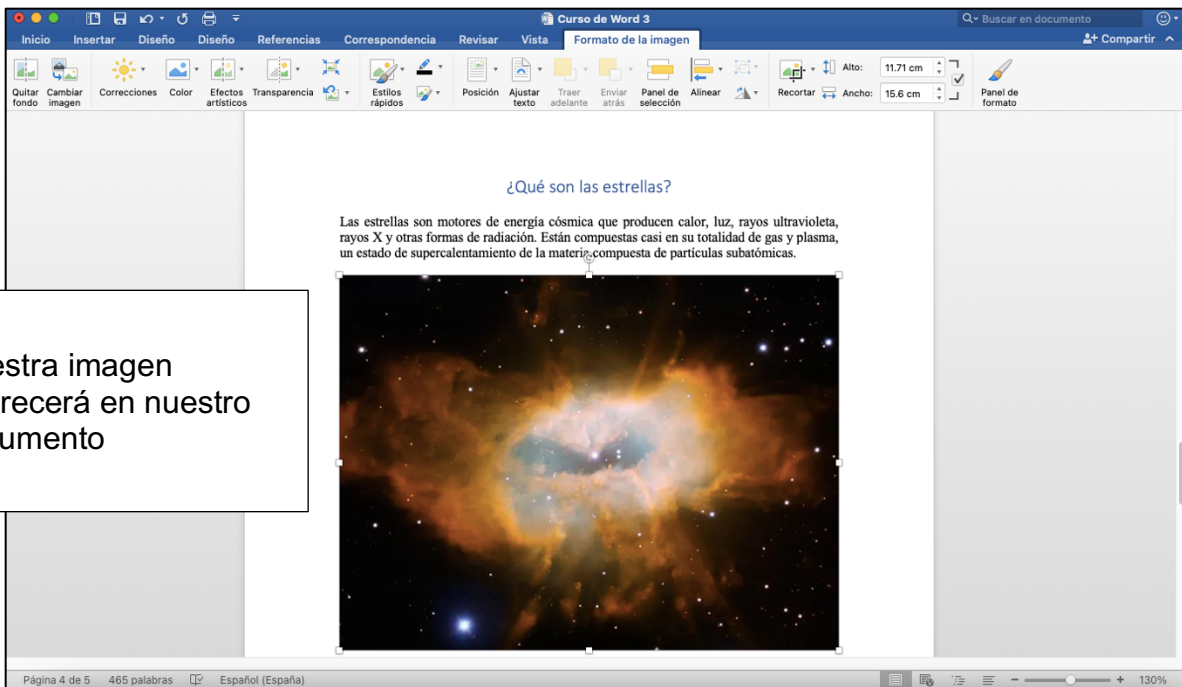 Curso de Word 3
Buscar en documento
Inicio Insertar Diseño Diseño Referencias Correspondencia Revisar Vista Formato de la imagen Compartir
Quitar fondo
Cambiar imagen
Correcciones
Color
Efectos artísticos
Transparencia
Estilos rápidos
Posición
Ajustar texto
Traer adelante
Enviar atrás
Panel de selección
Alinear
Recortar
Alto: 11.71 cm
Ancho: 15.6 cm
Panel de formato
¿Qué son las estrellas?
Las estrellas son motores de energía cósmica que producen calor, luz, rayos ultravioleta,
rayos X y otras formas de radiación. Están compuestas casi en su totalidad de gas y plasma,
un estado de supercalentamiento de la materia compuesta de partículas subatómicas.
estra imagen
recerá en nuestro
umento
Página 4 de 5 465 palabras Español (España) 130%